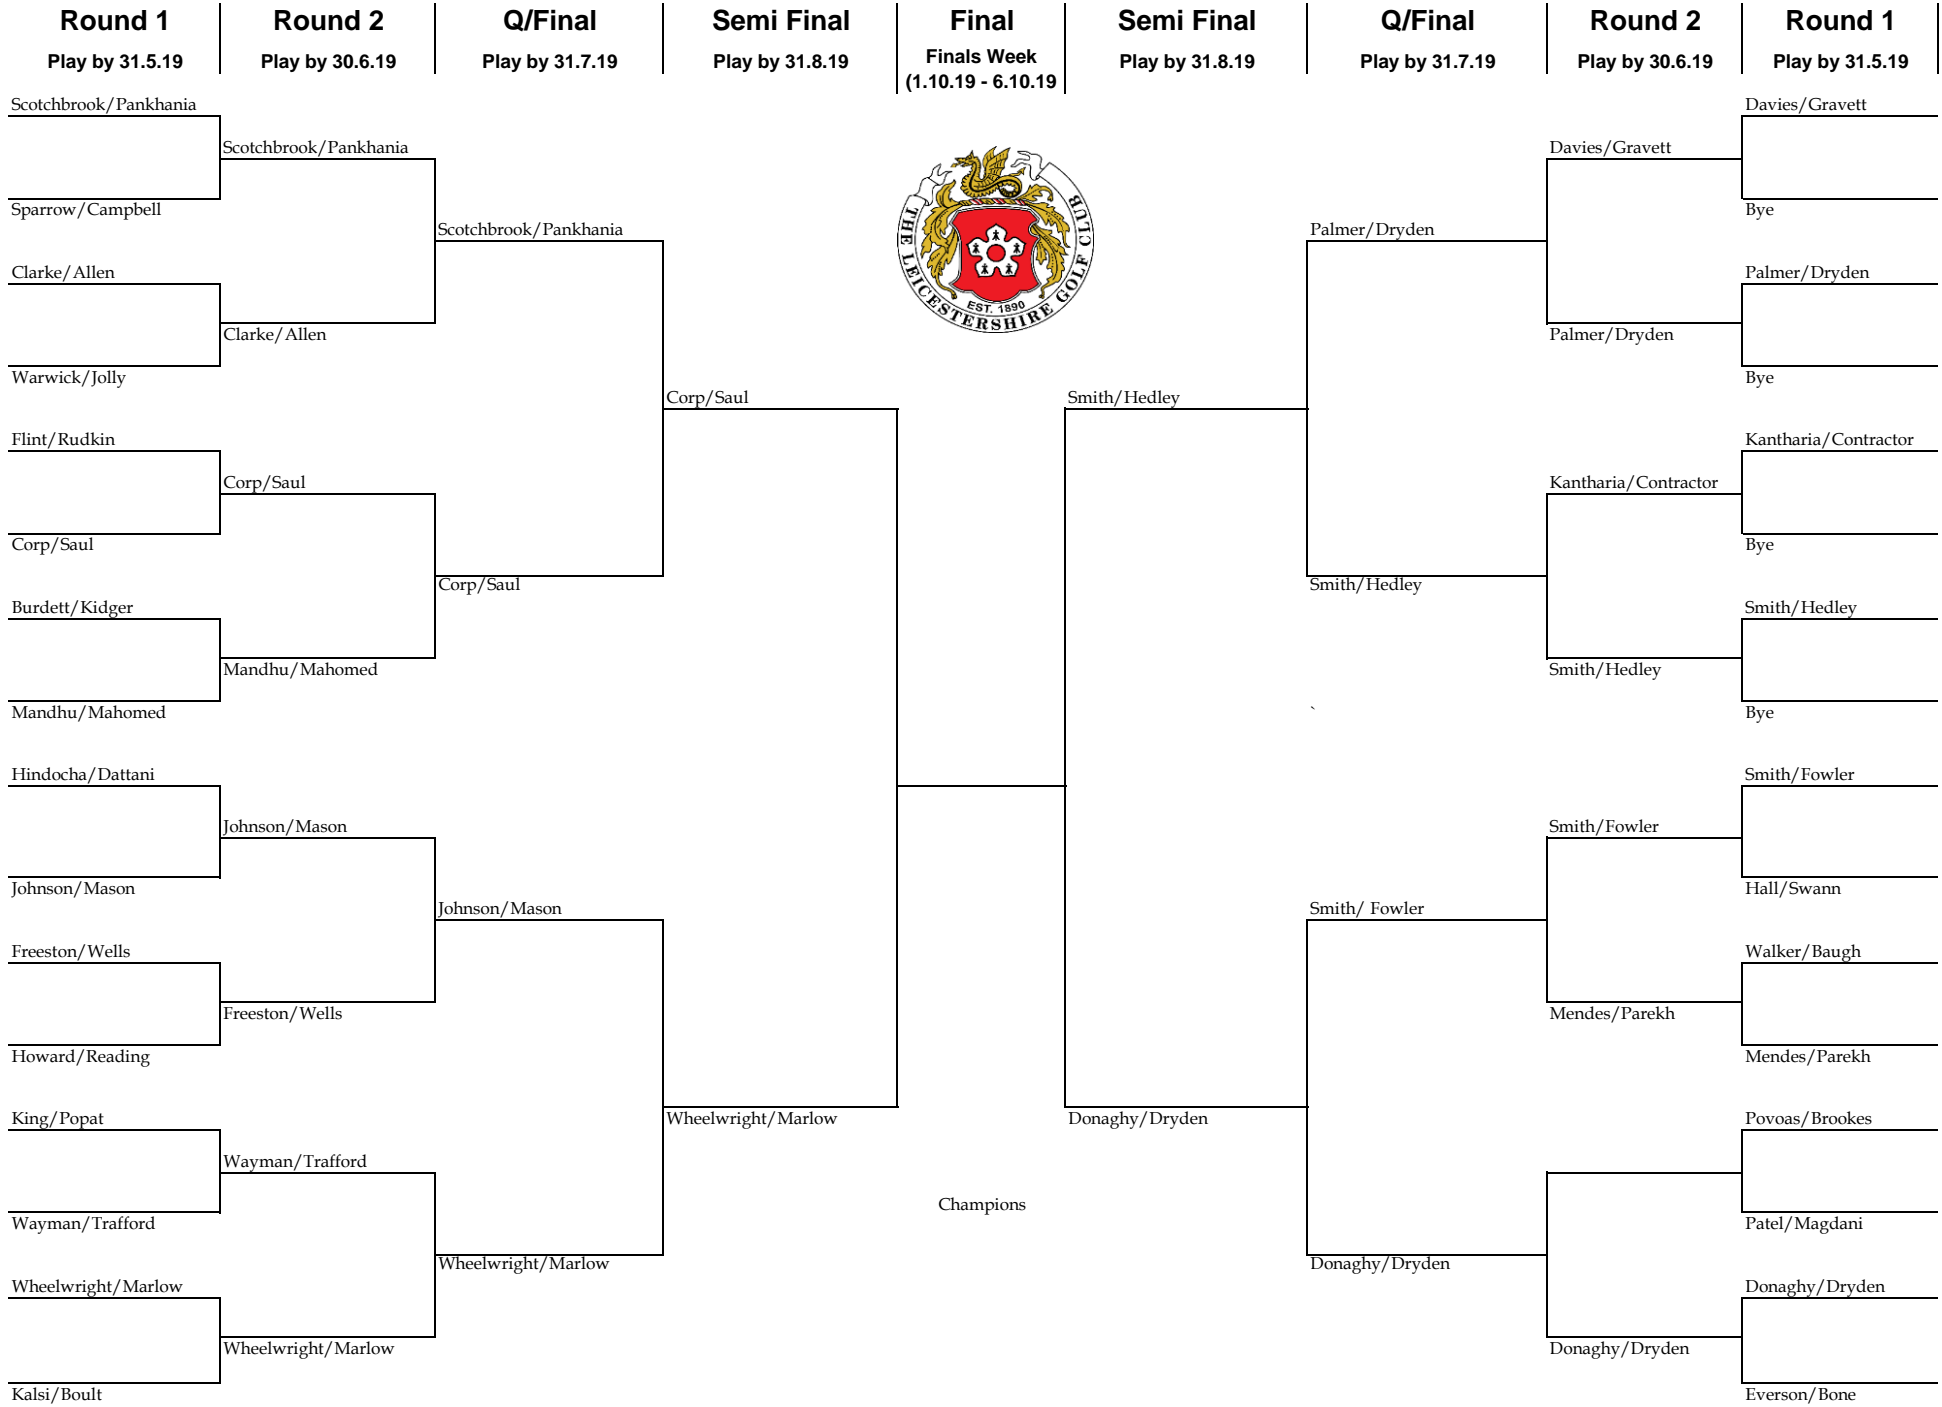 Round 1
Round 2
Q/Final
Semi Final
Final
Semi Final
Q/Final
Round 2
Round 1
Play by 31.5.19
Play by 30.6.19
Play by 31.7.19
Play by 31.8.19
Finals Week
(1.10.19 - 6.10.19
Play by 31.8.19
Play by 31.7.19
Play by 30.6.19
Play by 31.5.19
Scotchbrook/Pankhania
Sparrow/Campbell
Clarke/Allen
Warwick/Jolly
Flint/Rudkin
Corp/Saul
Burdett/Kidger
Mandhu/Mahomed
Hindocha/Dattani
Johnson/Mason
Freeston/Wells
Howard/Reading
King/Popat
Wayman/Trafford
Wheelwright/Marlow
Kalsi/Boult
Scotchbrook/Pankhania
Clarke/Allen
Corp/Saul
Mandhu/Mahomed
Johnson/Mason
Freeston/Wells
Wayman/Trafford
Wheelwright/Marlow
Scotchbrook/Pankhania
Corp/Saul
Johnson/Mason
Wheelwright/Marlow
Corp/Saul
Wheelwright/Marlow
THE LEICESTERSHIRE GOLF CLUB
EST. 1890
Champions
Smith/Hedley
Donaghy/Dryden
Palmer/Dryden
Smith/Hedley
`
Smith/ Fowler
Donaghy/Dryden
Davies/Gravett
Palmer/Dryden
Kantharia/Contractor
Smith/Hedley
Smith/Fowler
Mendes/Parekh
Donaghy/Dryden
Davies/Gravett
Bye
Palmer/Dryden
Bye
Kantharia/Contractor
Bye
Smith/Hedley
Bye
Smith/Fowler
Hall/Swann
Walker/Baugh
Mendes/Parekh
Povoas/Brookes
Patel/Magdani
Donaghy/Dryden
Everson/Bone